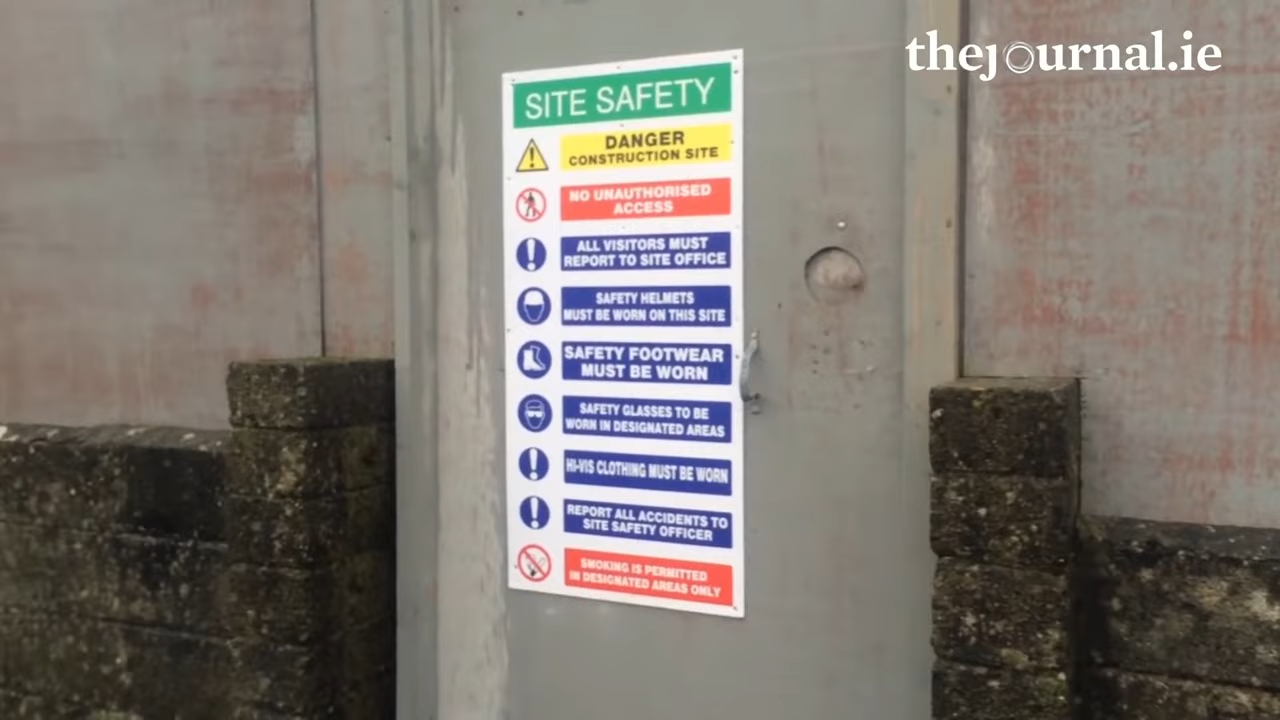 thejournal.ie
SITE SAFETY
DANGER
CONSTRUCTION SITE
NO UNAUTHORISED
ACCESS
ALL VISITORS MUST
REPORT TO SITE OFFICE
SAFETY HELMETS
MUST BE WORN ON THIS SITE
SAFETY FOOTWEAR
MUST BE WORN
SAFETY GLASSES TO BE
WORN IN DESIGNATED AREAS
HI-VIS CLOTHING MUST BE WORN
REPORT ALL ACCIDENTS TO
SITE SAFETY OFFICER
SMOKING IS PERMITTED
IN DESIGNATED AREAS ONLY